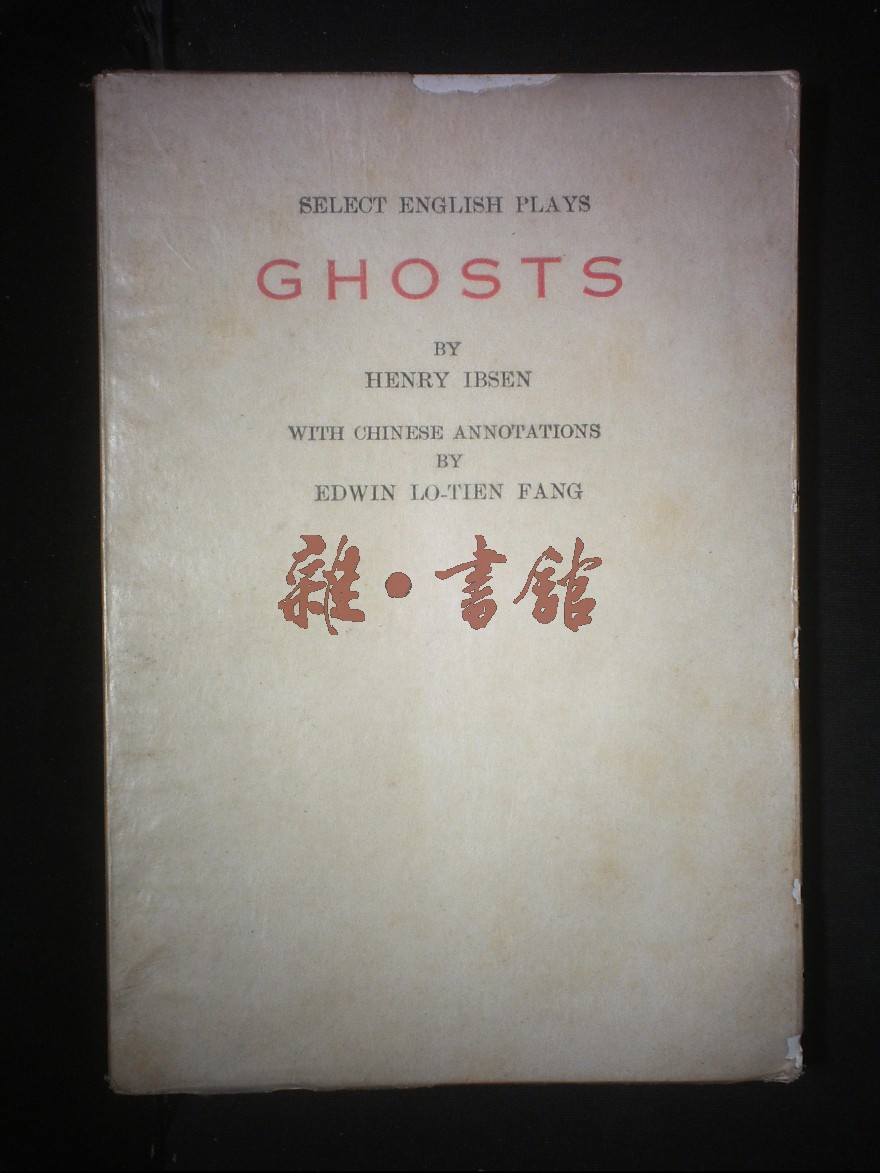 SELECT ENGLISH PLAYS
GHOSTS
BY
HENRY IBSEN
WITH CHINESE ANNOTATIONS
BY
EDWIN LO-TIEN FANG
雜·書館